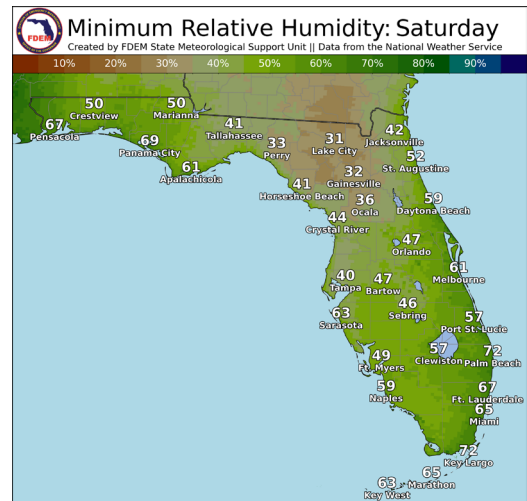 FDEM
Minimum Relative Humidity: Saturday
Created by FDEM State Meteorological Support Unit || Data from the National Weather Service
10% 20% 30% 40% 50% 60% 70% 80% 90%
50
Crestview
50
Marianna
67
Pensacola
41
Tallahassee
69
Panama City
33
Perry
31
Lake City
42
Jacksonville
61
Apalachicola
52
St. Augustine
32
Gainesville
41
Horseshoe Beach
36
Ocala
59
Daytona Beach
44
Crystal River
47
Orlando
40
Tampa
47
Bartow
61
Melbourne
46
Sebring
63
Sarasota
57
Port St. Lucie
49
Ft. Myers
57
Clewiston
72
Palm Beach
59
Naples
67
Ft. Lauderdale
65
Miami
72
Key Largo
65
Marathon
63
Key West